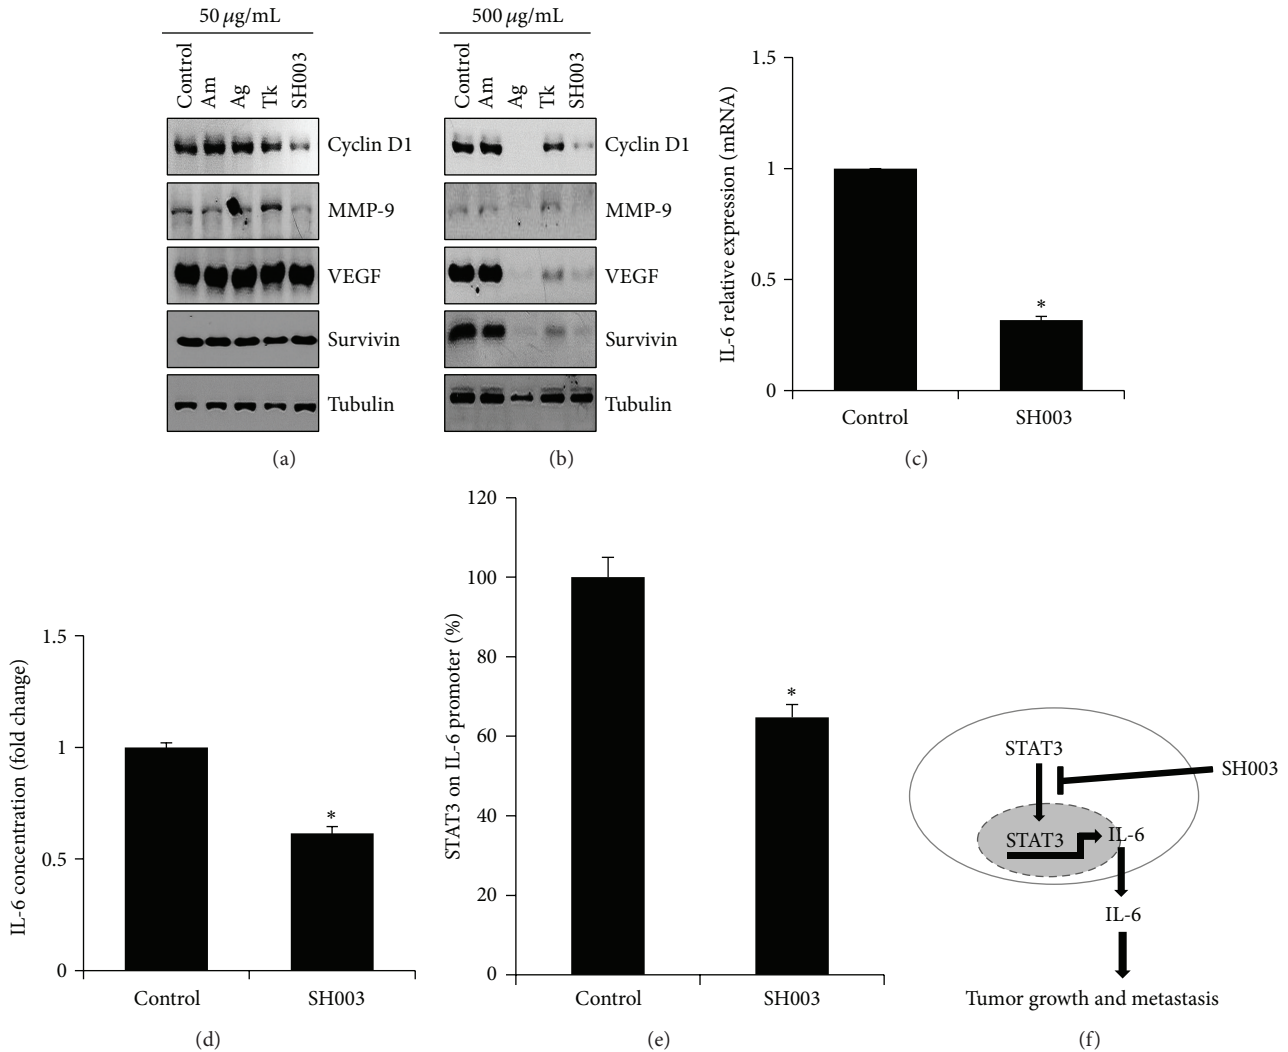 50 μg/mL
Control
Am
Ag
Tk
SH003
Cyclin D1
MMP-9
VEGF
Survivin
Tubulin
(a)
500 μg/mL
Control
Am
Ag
Tk
SH003
Cyclin D1
MMP-9
VEGF
Survivin
Tubulin
(b)
IL-6 relative expression (mRNA)
1.5
1
0.5
0
*
Control
SH003
(c)
IL-6 concentration (fold change)
1.5
1
0.5
0
*
Control
SH003
(d)
STAT3 on IL-6 promoter (%)
120
100
80
60
40
20
0
*
Control
SH003
(e)
STAT3
SH003
STAT3
IL-6
IL-6
Tumor growth and metastasis
(f)